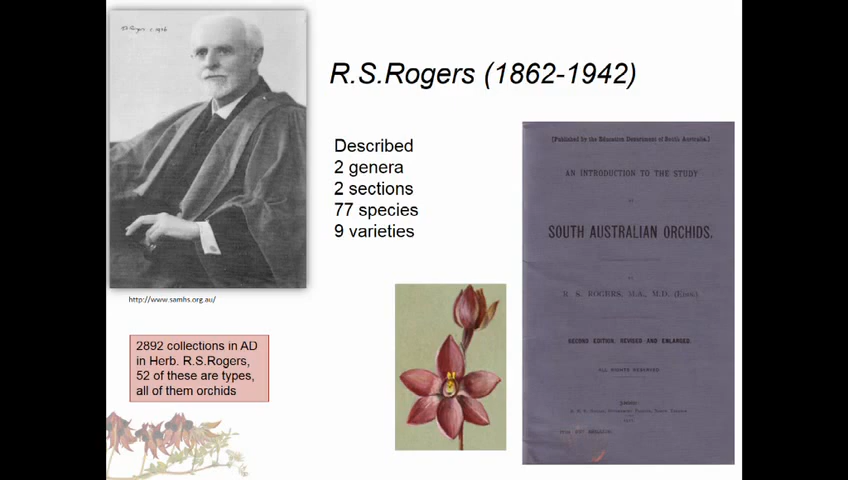 R.S.Rogers (1862-1942)
Described
2 genera
2 sections
77 species
9 varieties
http://www.samhs.org.au/
2892 collections in AD
in Herb. R.S.Rogers,
52 of these are types,
all of them orchids
[Published by the Education Department of South Australia.]
AN INTRODUCTION TO THE STUDY
SOUTH AUSTRALIAN ORCHIDS.
R. S. ROGERS, M.A., M.D.
SECOND EDITION, REVISED AND ENLARGED.
ALL RIGHTS RESERVED